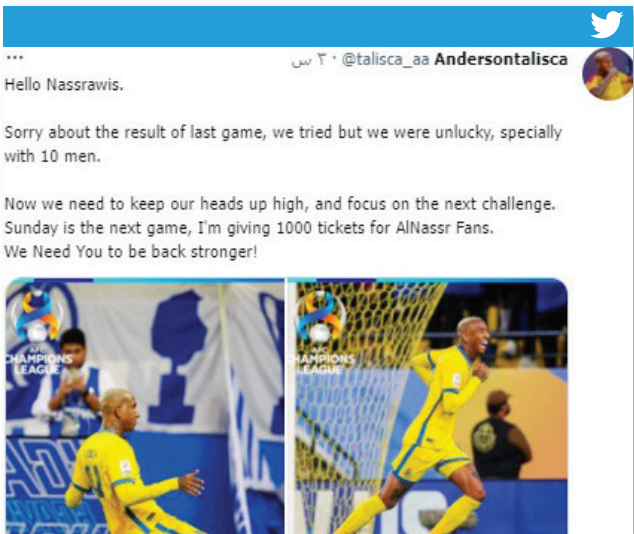 Andersontalisca @talisca_aa · ٣ س
...
Hello Nassrawis.
Sorry about the result of last game, we tried but we were unlucky, specially
with 10 men.
Now we need to keep our heads up high, and focus on the next challenge.
Sunday is the next game, I'm giving 1000 tickets for AlNassr Fans.
We Need You to be back stronger!
AFC
CHAMPIONS
LEAGUE
AFC
CHAMPIONS
LEAGUE